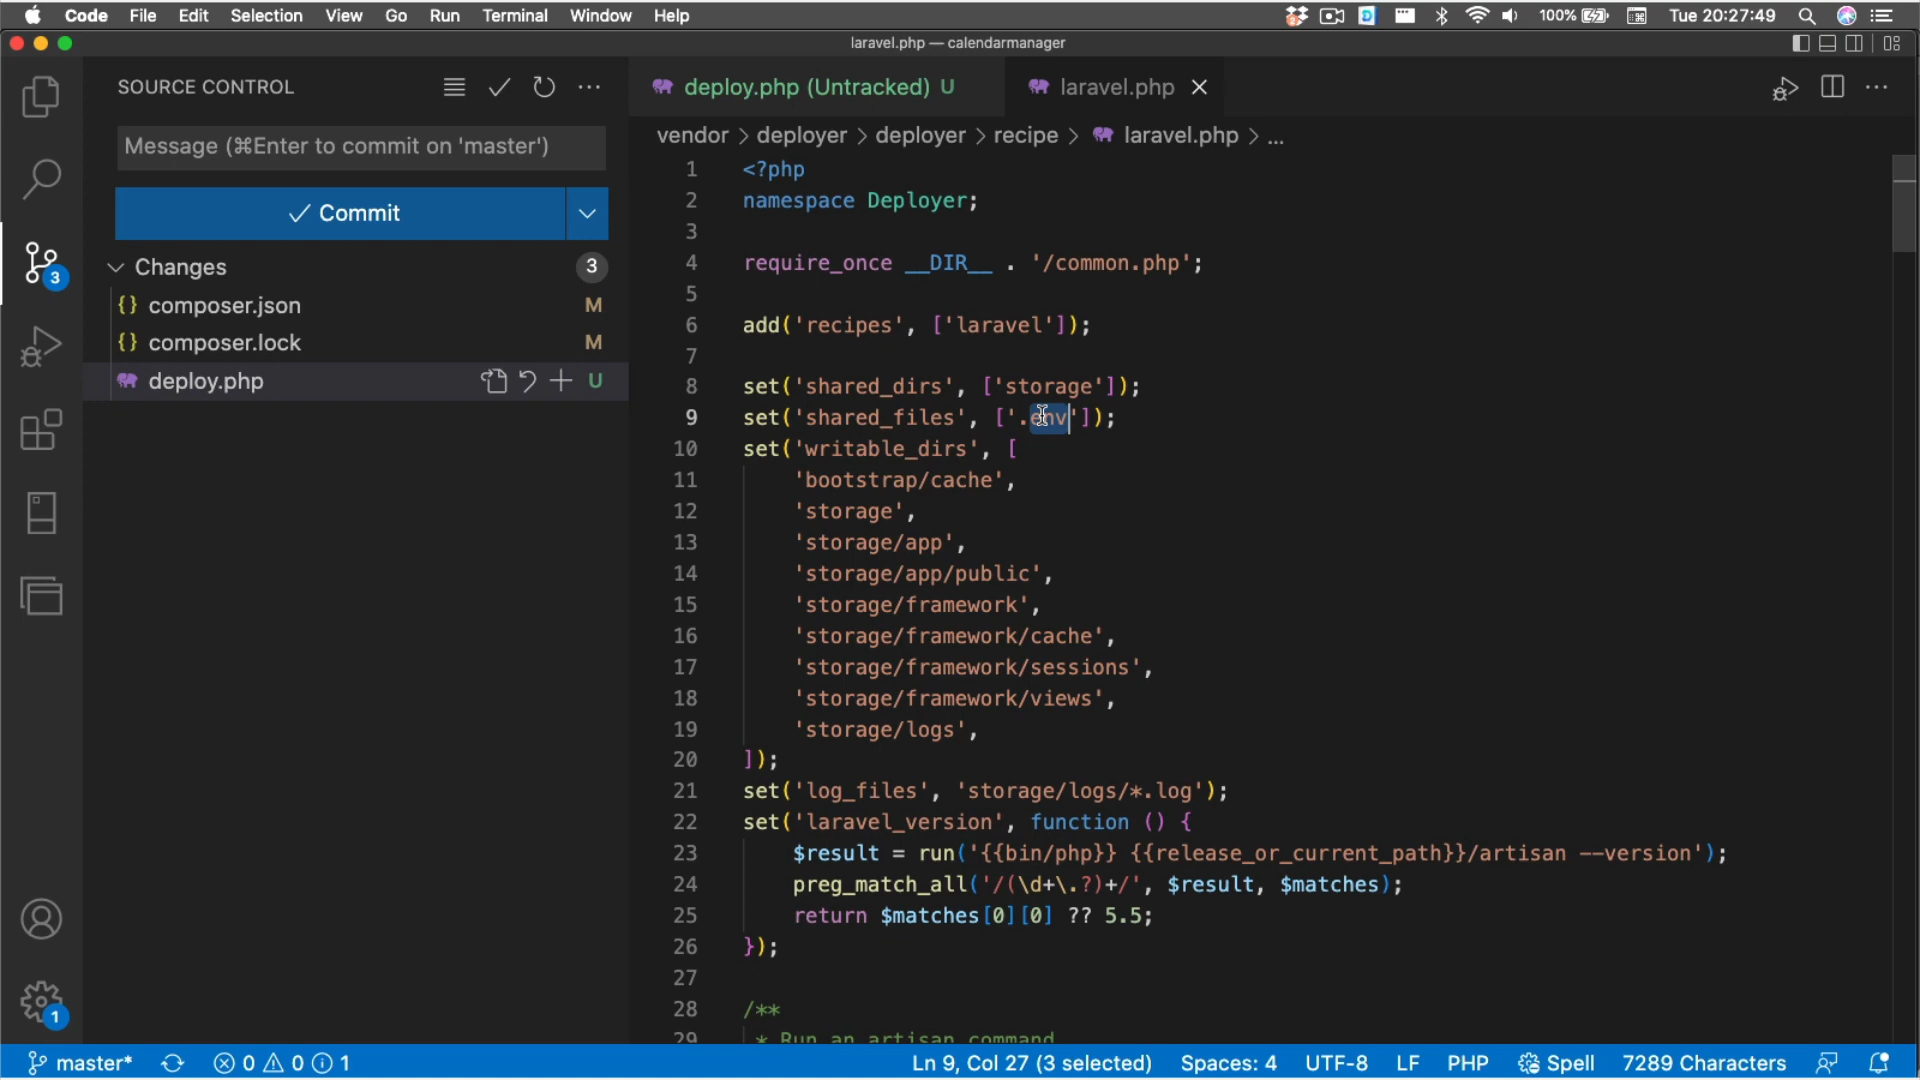 Code File Edit Selection View Go Run Terminal Window Help 100% Tue 20:27:49
laravel.php — calendarmanager
SOURCE CONTROL
deploy.php (Untracked) U
laravel.php
Message (⌘Enter to commit on 'master')
vendor > deployer > deployer > recipe > laravel.php > ...
Commit
Changes 3
composer.json M
composer.lock M
deploy.php U
3
1
1 <?php
2 namespace Deployer;
3
4 require_once __DIR__ . '/common.php';
5
6 add('recipes', ['laravel']);
7
8 set('shared_dirs', ['storage']);
9 set('shared_files', ['.env']);
10 set('writable_dirs', [
11 'bootstrap/cache',
12 'storage',
13 'storage/app',
14 'storage/app/public',
15 'storage/framework',
16 'storage/framework/cache',
17 'storage/framework/sessions',
18 'storage/framework/views',
19 'storage/logs',
20 ]);
21 set('log_files', 'storage/logs/*.log');
22 set('laravel_version', function () {
23 $result = run('{{bin/php}} {{release_or_current_path}}/artisan --version');
24 preg_match_all('/(\d+\.?)+/', $result, $matches);
25 return $matches[0][0] ?? 5.5;
26 });
27
28 /**
29 * Run an artisan command
master* 0 0 1 Ln 9, Col 27 (3 selected) Spaces: 4 UTF-8 LF PHP Spell 7289 Characters